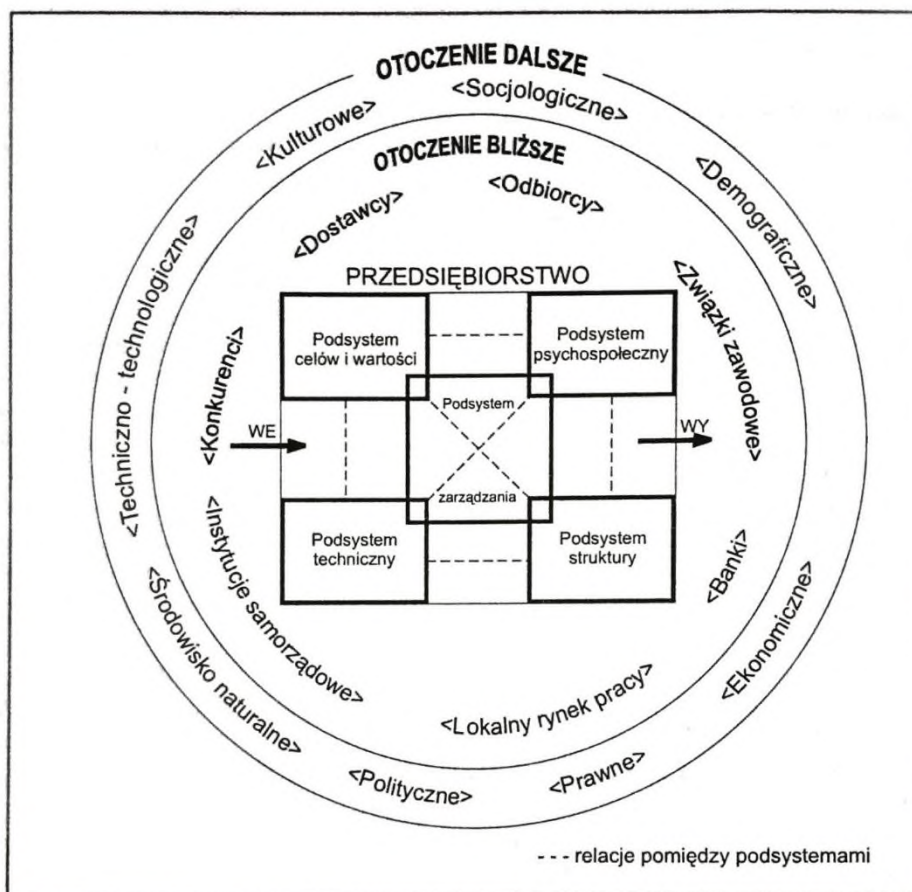 OTOCZENIE DALSZE
<Socjologiczne>
<Kulturowe>
OTOCZENIE BLIŻSZE
<Demograficzne>
<Odbiorcy>
<Dostawcy>
<Techniczno - technologiczne>
<Związki zawodowe>
PRZEDSIĘBIORSTWO
Podsystem
celów i wartości
Podsystem
psychospołeczny
<Konkurenci>
Podsystem
zarządzania
WE
WY
Podsystem
techniczny
Podsystem
struktury
<Instytucje samorządowe>
<Banki>
<Środowisko naturalne>
<Ekonomiczne>
<Lokalny rynek pracy>
<Polityczne>
<Prawne>
--- relacje pomiędzy podsystemami